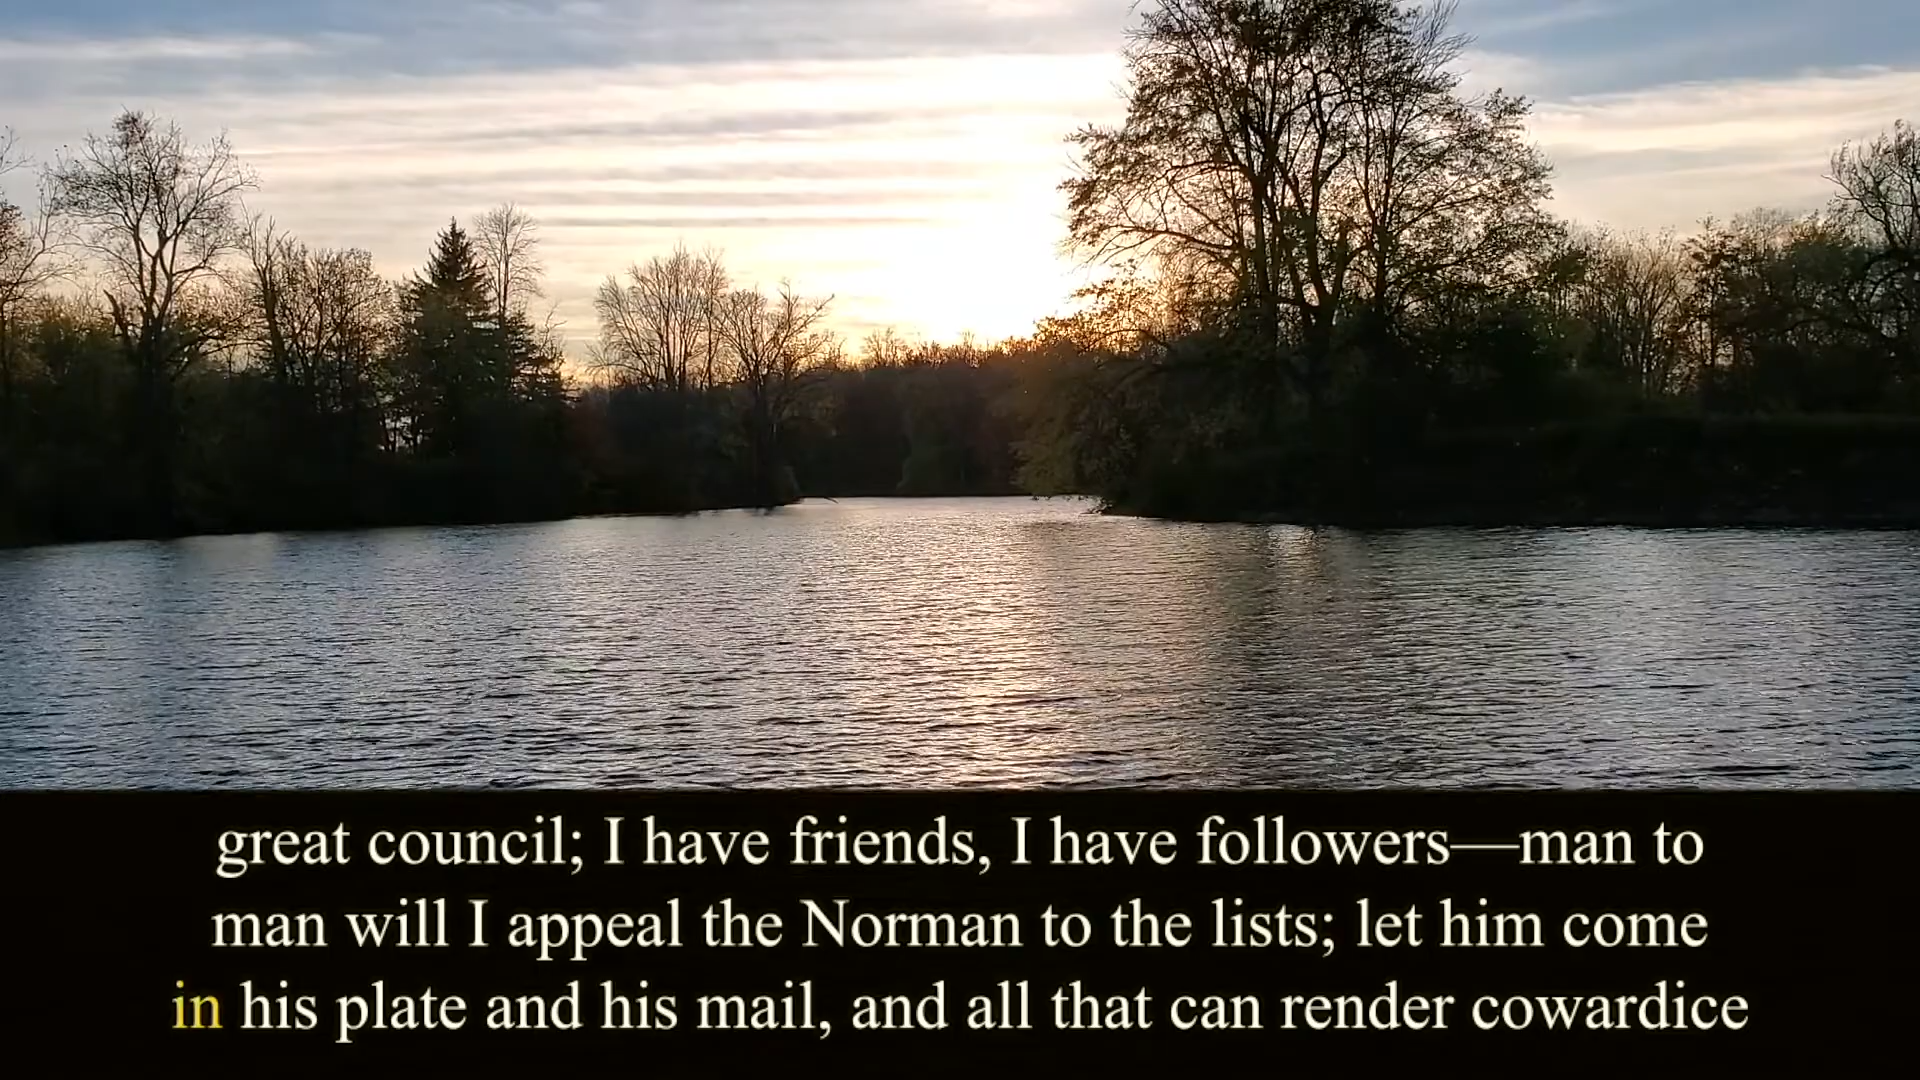 great council; I have friends, I have followers—man to
man will I appeal the Norman to the lists; let him come
in his plate and his mail, and all that can render cowardice